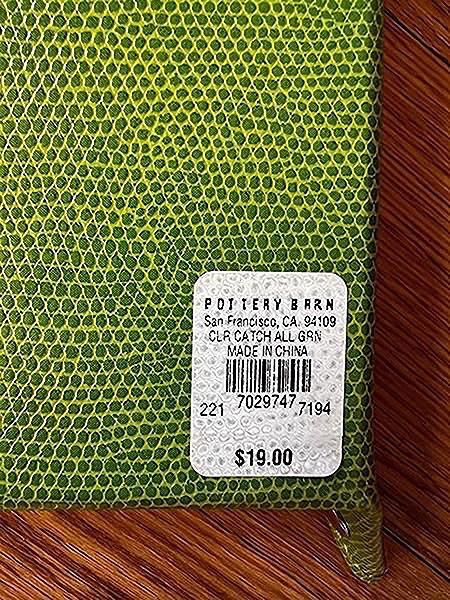 POTTERY BARN
San Francisco, CA. 94109
CLR CATCH ALL GRN
MADE IN CHINA
221 7029747 7194
$19.00